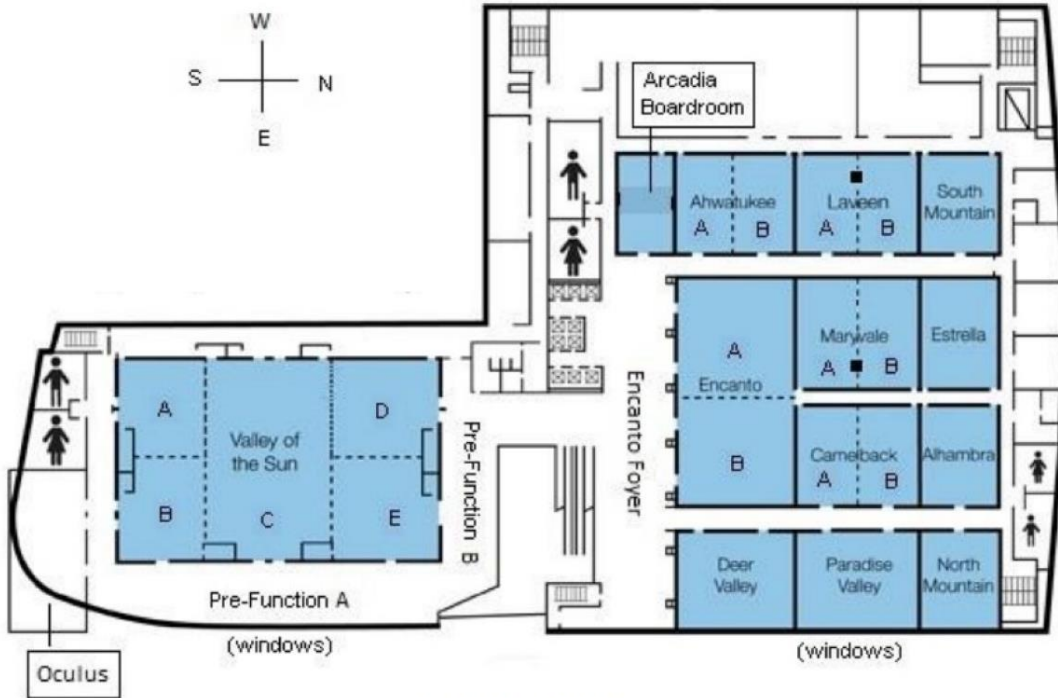 W
S
N
E
Arcadia
Boardroom
Ahwatukee
A
B
Laveen
A
B
South
Mountain
A
Encanto
B
Maryvale
A
B
Estrella
Carnelback
A
B
Alhambra
Encanto Foyer
A
B
Valley of
the Sun
C
D
E
Pre-Function B
Pre-Function A
(windows)
Oculus
Deer
Valley
Paradise
Valley
North
Mountain
(windows)